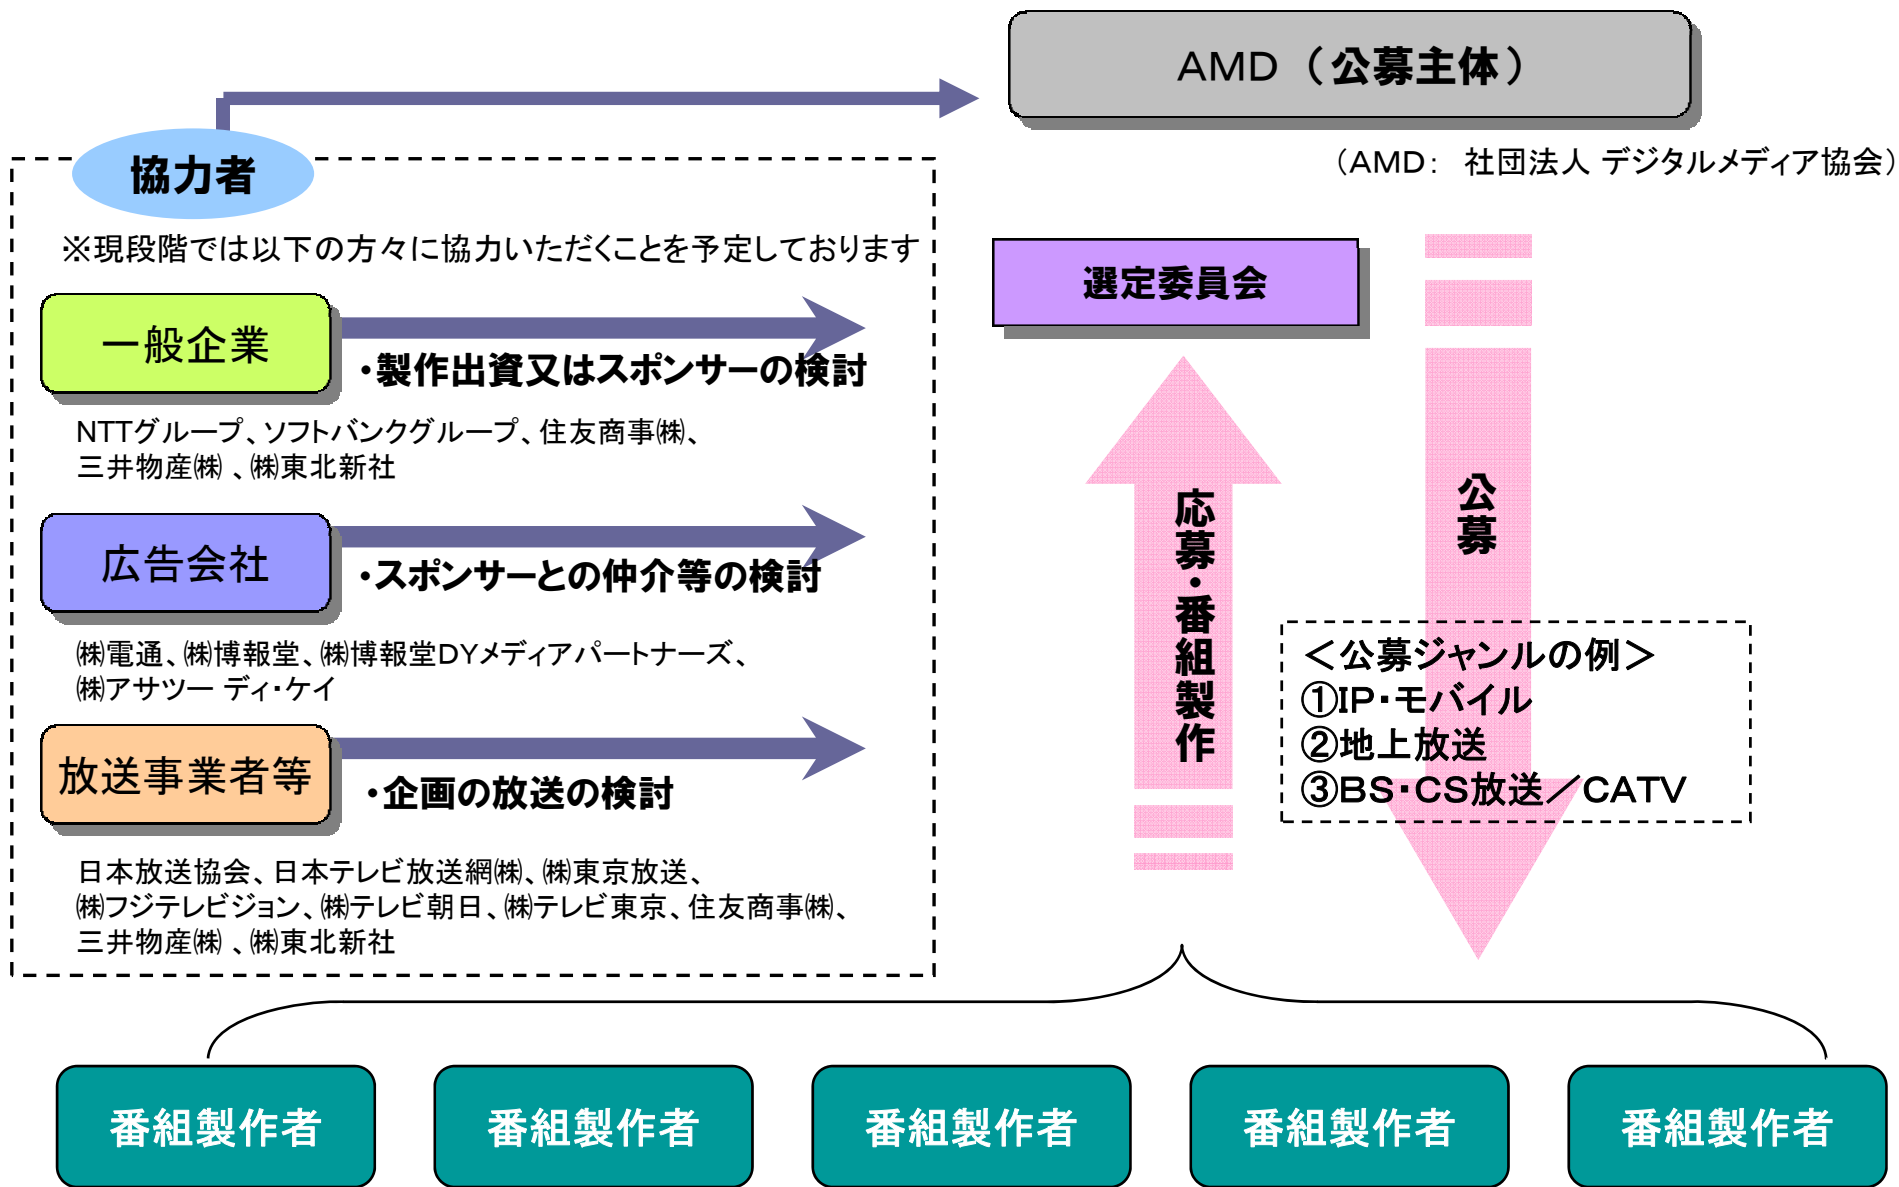 AMD（公募主体）
（AMD： 社団法人 デジタルメディア協会）
協力者
※現段階では以下の方々に協力いただくことを予定しております
一般企業
・製作出資又はスポンサーの検討
NTTグループ、ソフトバンクグループ、住友商事㈱、
三井物産㈱ 、㈱東北新社
広告会社
・スポンサーとの仲介等の検討
㈱電通、㈱博報堂、㈱博報堂DYメディアパートナーズ、
㈱アサツー ディ・ケイ
放送事業者等
・企画の放送の検討
日本放送協会、日本テレビ放送網㈱、㈱東京放送、
㈱フジテレビジョン、㈱テレビ朝日、㈱テレビ東京、住友商事㈱、
三井物産㈱ 、㈱東北新社
選定委員会
応募・番組製作
公募
＜公募ジャンルの例＞
①IP・モバイル
②地上放送
③BS・CS放送／CATV
番組製作者
番組製作者
番組製作者
番組製作者
番組製作者